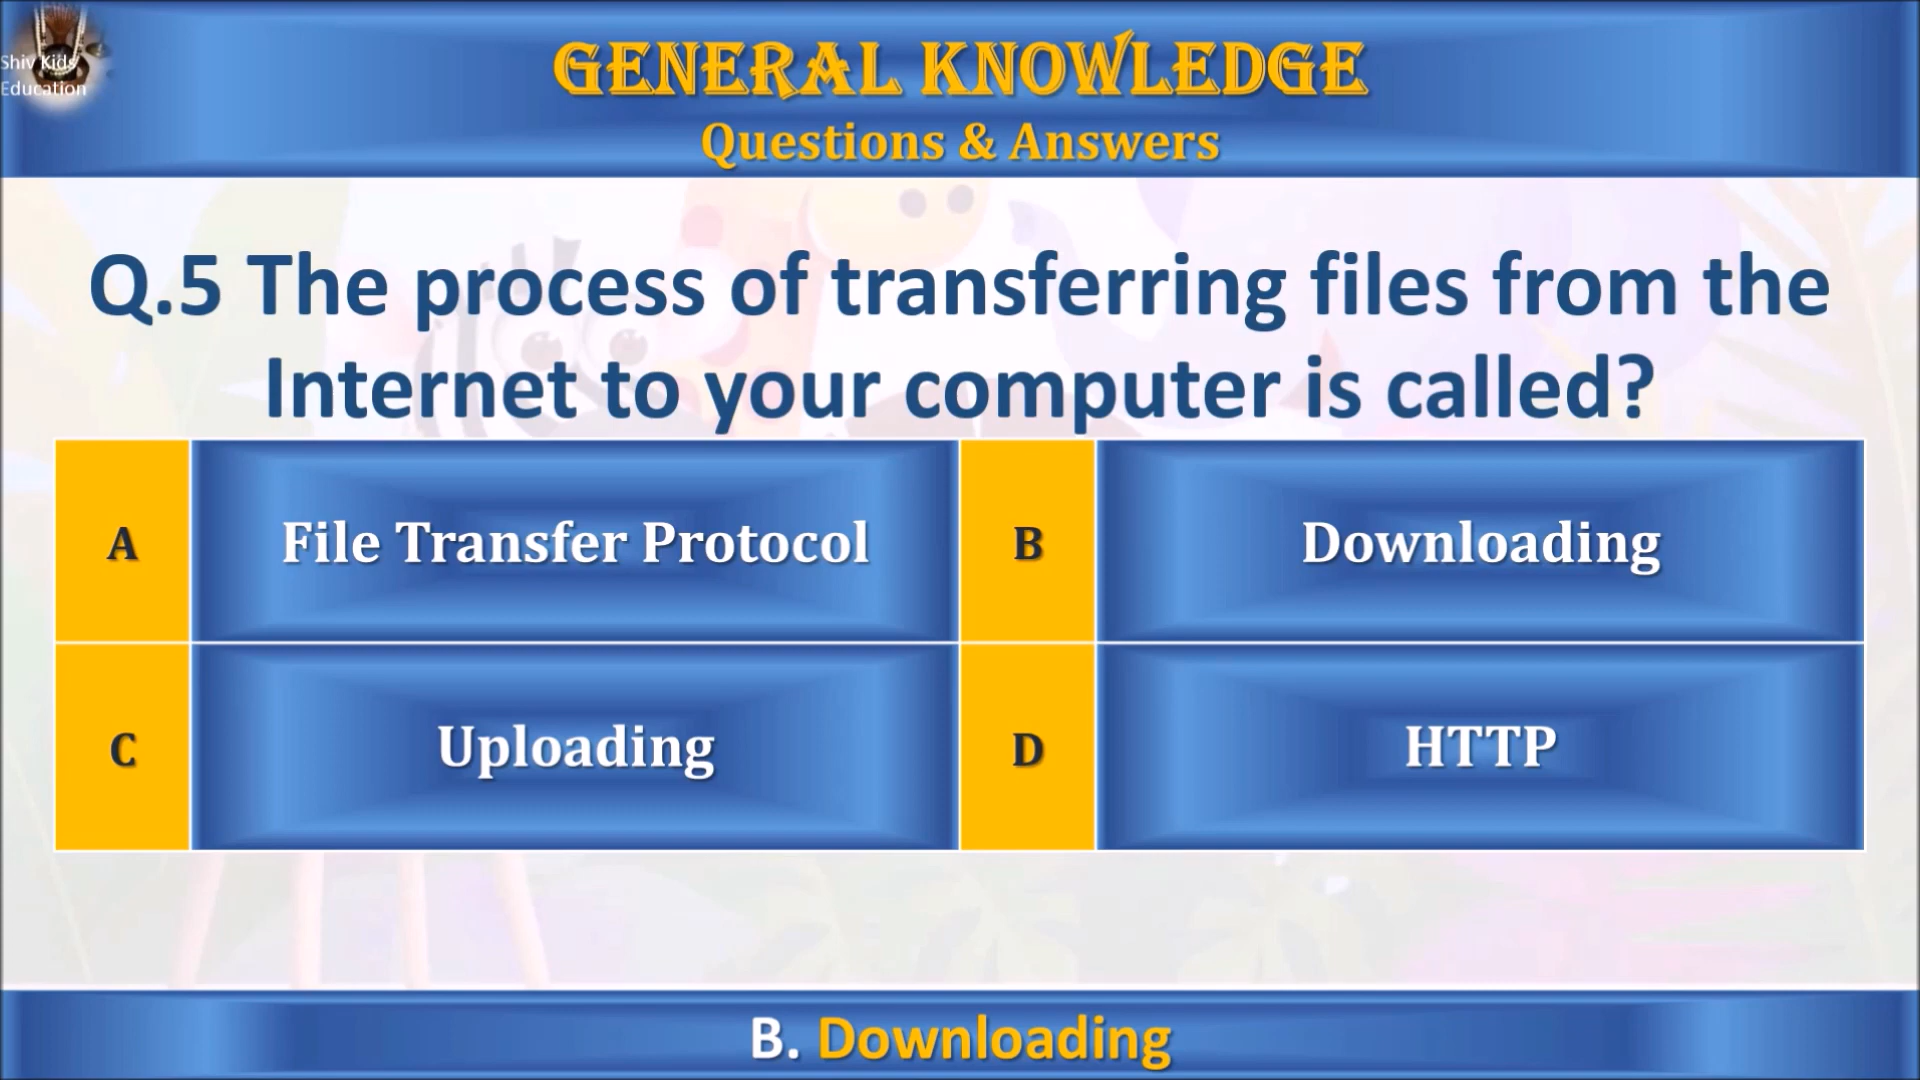 Shiv Kids
Education
GENERAL KNOWLEDGE
Questions & Answers
Q.5 The process of transferring files from the
Internet to your computer is called?
A File Transfer Protocol B Downloading
C Uploading D HTTP
B. Downloading